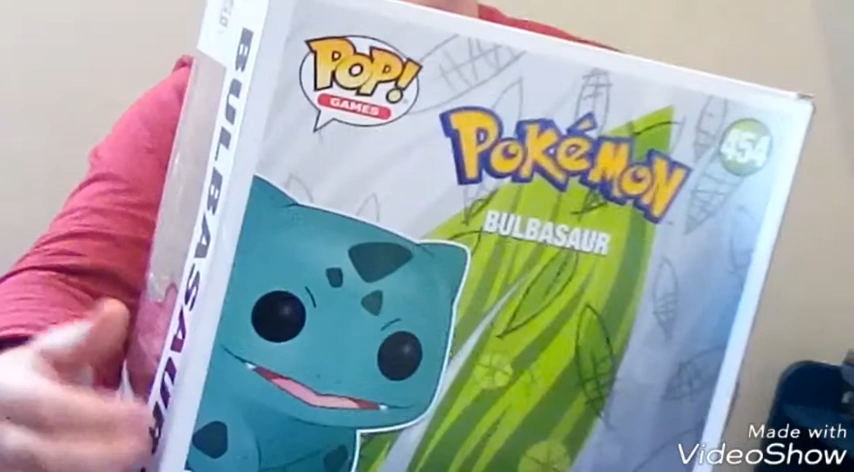 BULBASAUR
POP!
GAMES
Pokémon
454
BULBASAUR
Made with
VideoShow